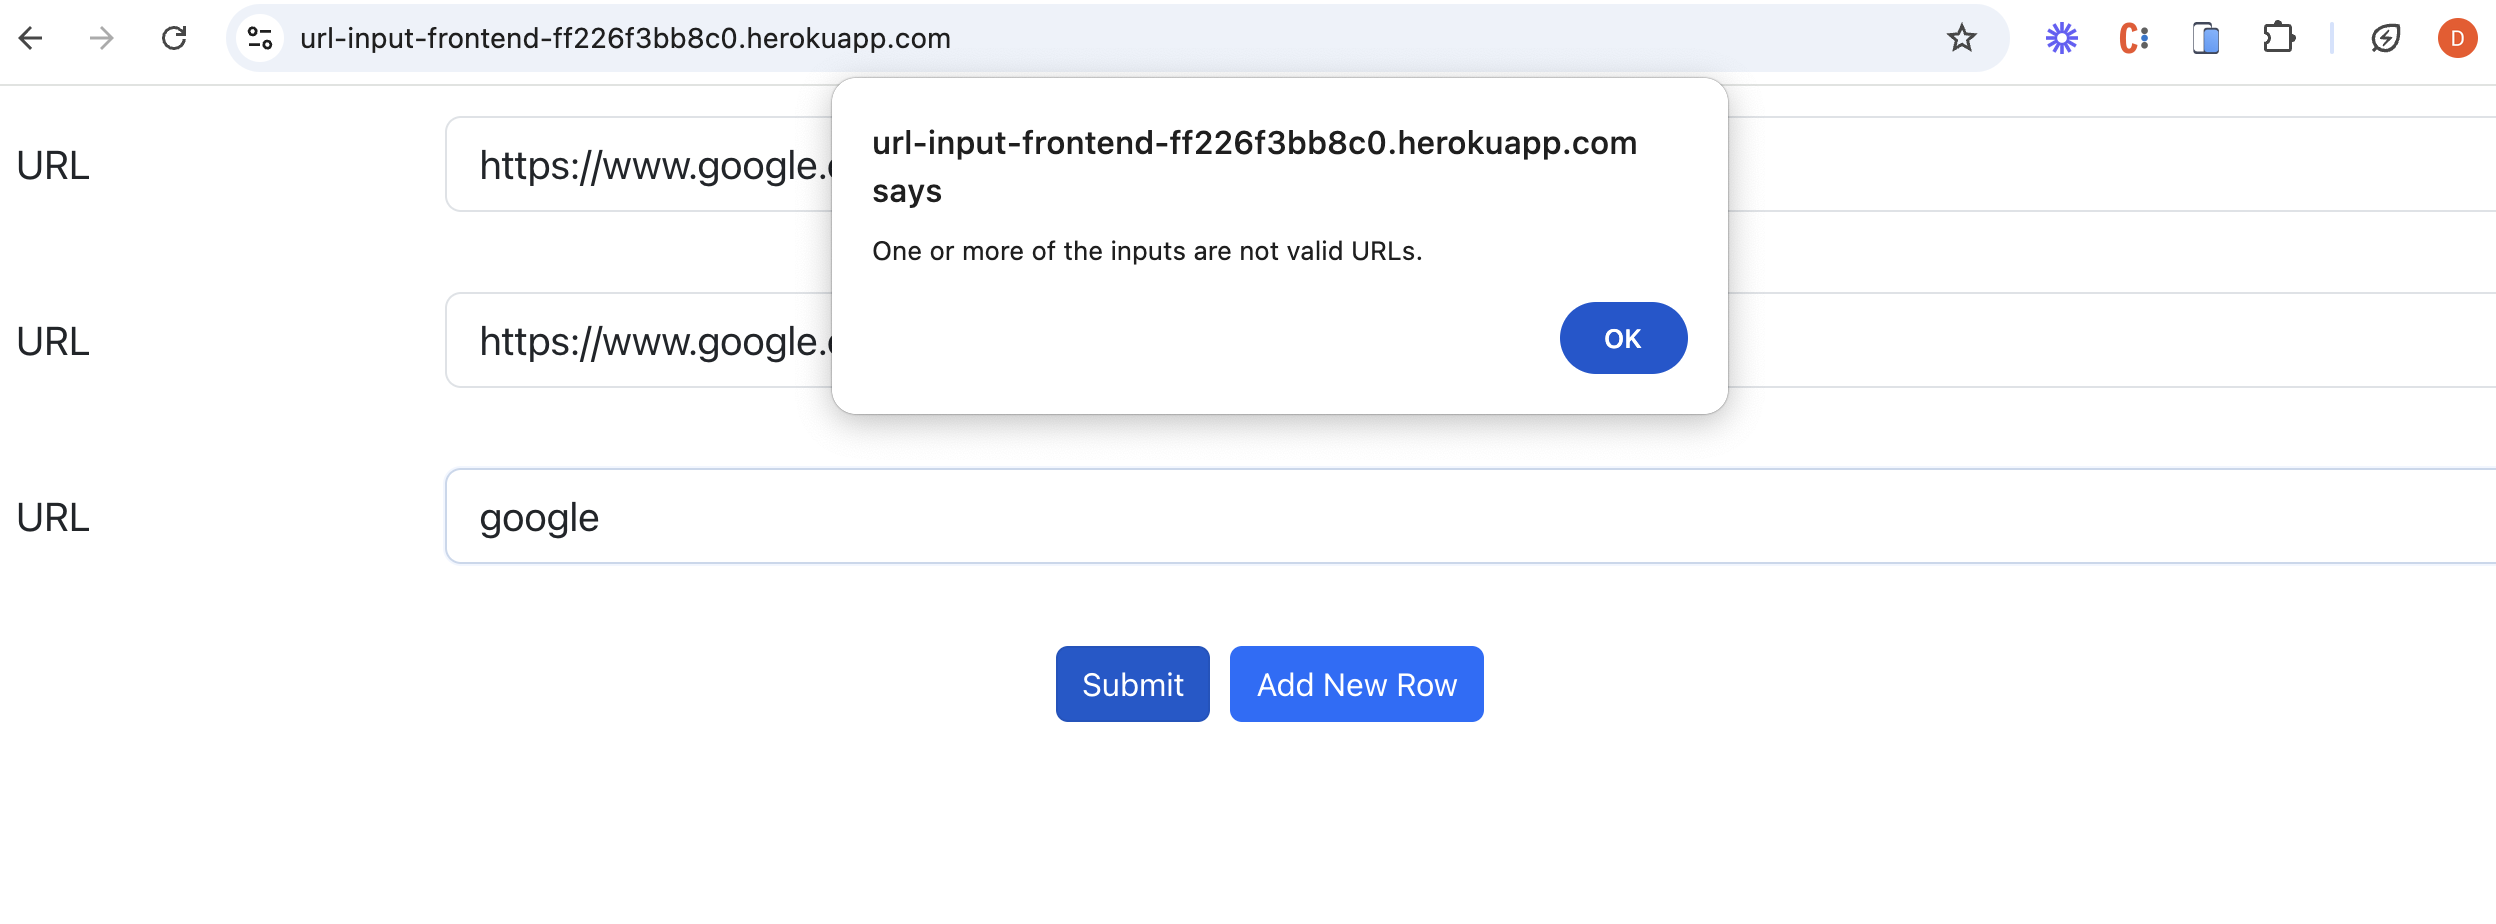 url-input-frontend-ff226f3bb8c0.herokuapp.com
D
url-input-frontend-ff226f3bb8c0.herokuapp.com
says
One or more of the inputs are not valid URLs.
OK
URL https://www.google.
URL https://www.google.
URL google
Submit Add New Row